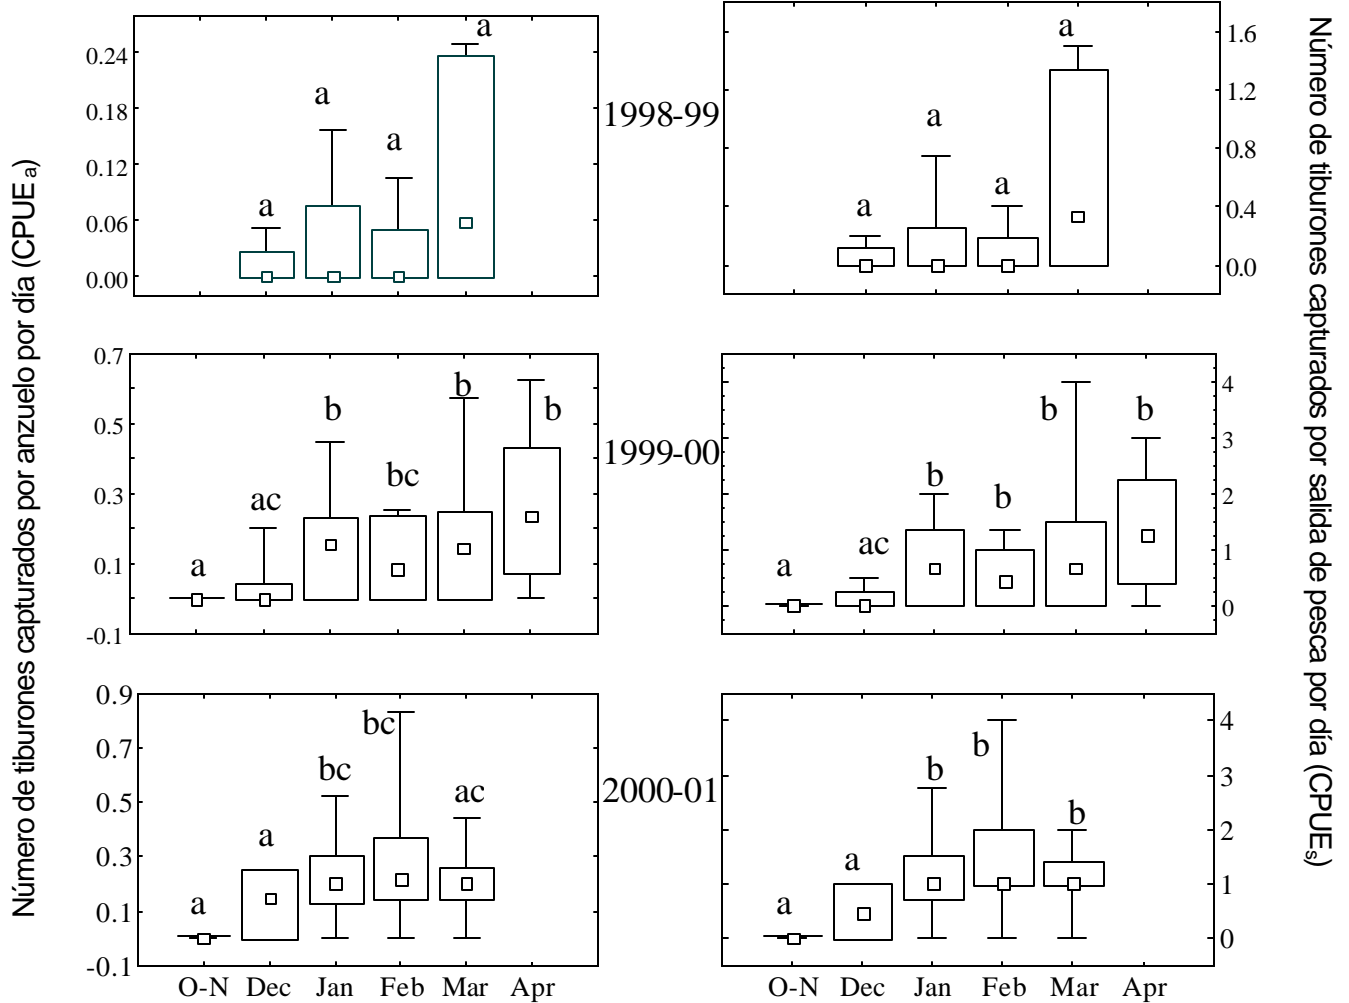 Número de tiburones capturados por anzuelo por día (CPUE a)
0.24
0.18
0.12
0.06
0.00
a
a
a
a
1998-99
a
a
a
a
1.6
1.2
0.8
0.4
0.0
0.7
0.5
0.3
0.1
-0.1
a
ac
b
bc
b
b
1999-00
a
ac
b
b
b
b
4
3
2
1
0
0.9
0.7
0.5
0.3
0.1
-0.1
a
a
bc
bc
ac
2000-01
a
a
b
b
b
4
3
2
1
0
O-N Dec Jan Feb Mar Apr
O-N Dec Jan Feb Mar Apr
Número de tiburones capturados por salida de pesca por día (CPUEs)